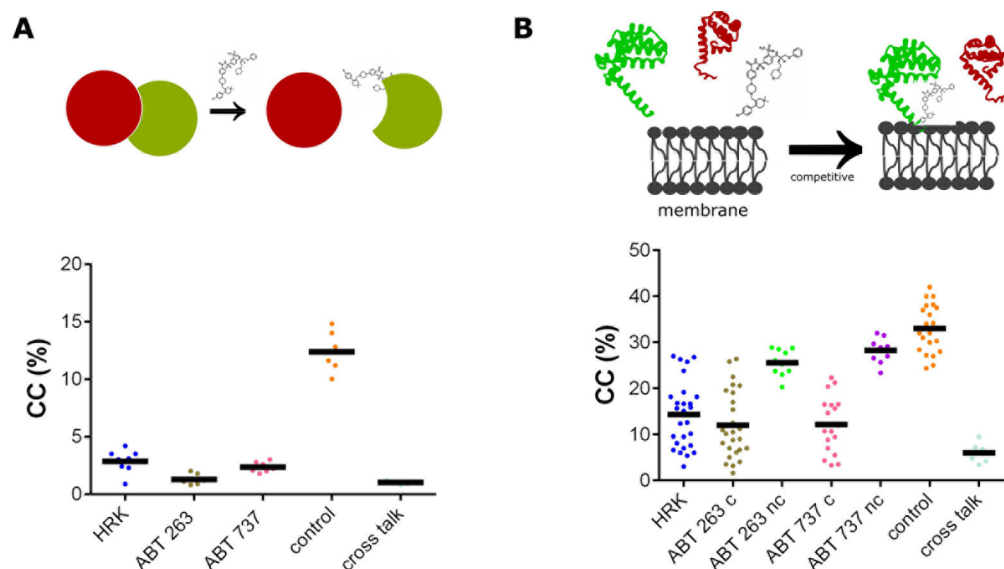 A
B
competitive
membrane
CC (%)
20
15
10
5
0
HRK
ABT 263
ABT 737
control
cross talk
CC (%)
50
40
30
20
10
0
HRK
ABT 263 c
ABT 263 nc
ABT 737 c
ABT 737 nc
control
cross talk